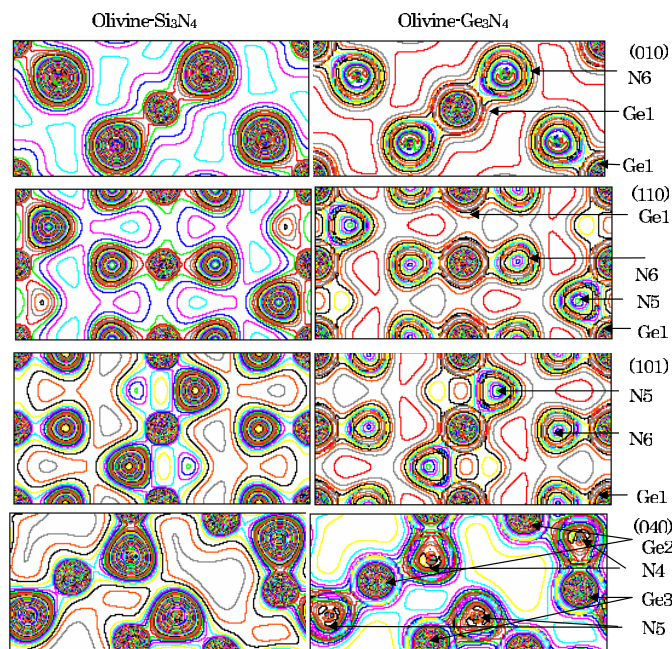 Olivine-Si₃N₄ Olivine-Ge₃N₄
(010)
N6
Ge1
Ge1
(110)
Ge1
N6
N5
Ge1
(101)
N5
N6
Ge1
(040)
Ge2
N4
Ge3
N5